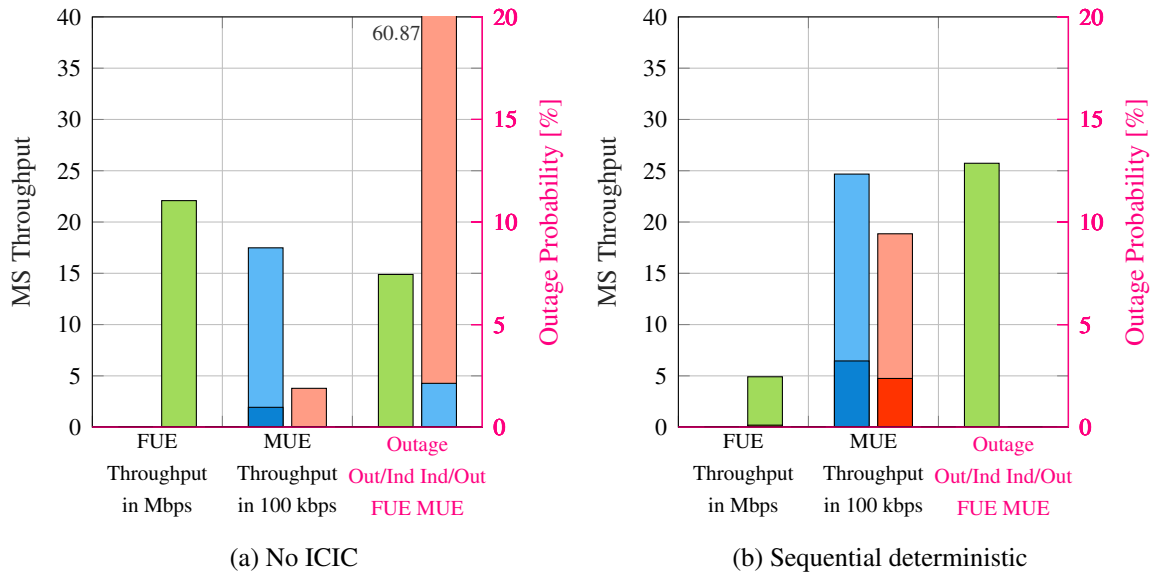 60.87
40
35
30
25
20
15
10
5
0
MS Throughput
20
15
10
5
0
Outage Probability [%]
FUE
Throughput
in Mbps
MUE
Throughput
in 100 kbps
Outage
Out/Ind Ind/Out
FUE MUE
(a) No ICIC
40
35
30
25
20
15
10
5
0
MS Throughput
20
15
10
5
0
Outage Probability [%]
FUE
Throughput
in Mbps
MUE
Throughput
in 100 kbps
Outage
Out/Ind Ind/Out
FUE MUE
(b) Sequential deterministic